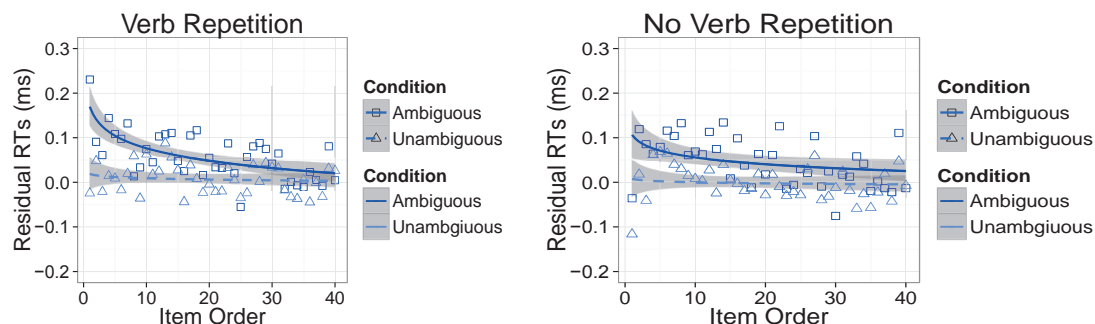 Verb Repetition
Residual RTs (ms)
0.3
0.2
0.1
0.0
−0.1
−0.2
0
10
20
30
40
Item Order
Condition
Ambiguous
Unambiguous
Condition
Ambiguous
Unambgiuous
No Verb Repetition
Residual RTs (ms)
0.3
0.2
0.1
0.0
−0.1
−0.2
0
10
20
30
40
Item Order
Condition
Ambiguous
Unambiguous
Condition
Ambiguous
Unambgiuous